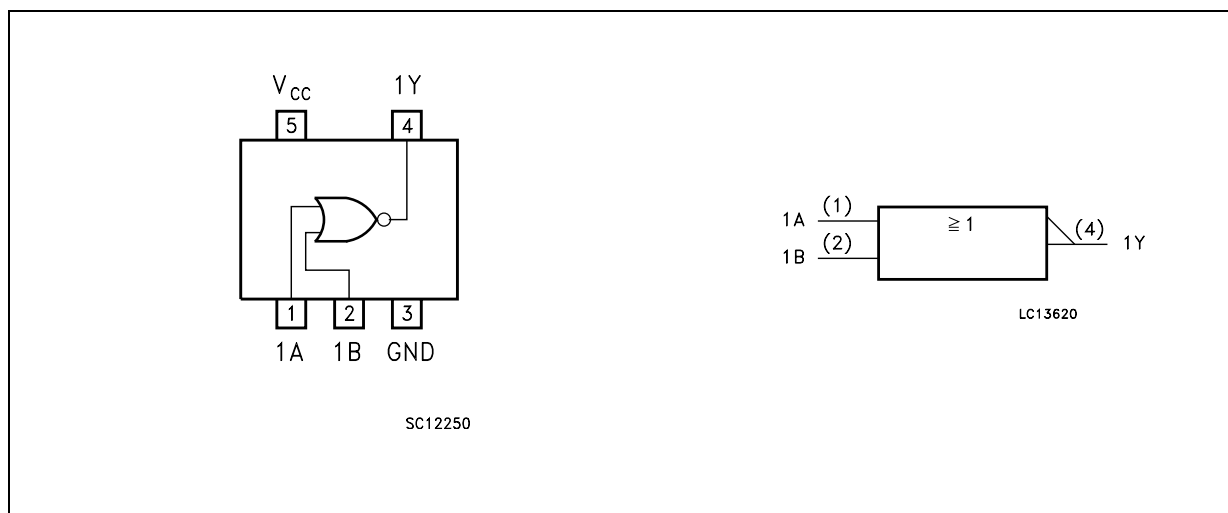 V CC 1Y
5 4
1 2 3
1A 1B GND
SC12250
1A (1) ≧ 1 (4) 1Y
1B (2)
LC13620